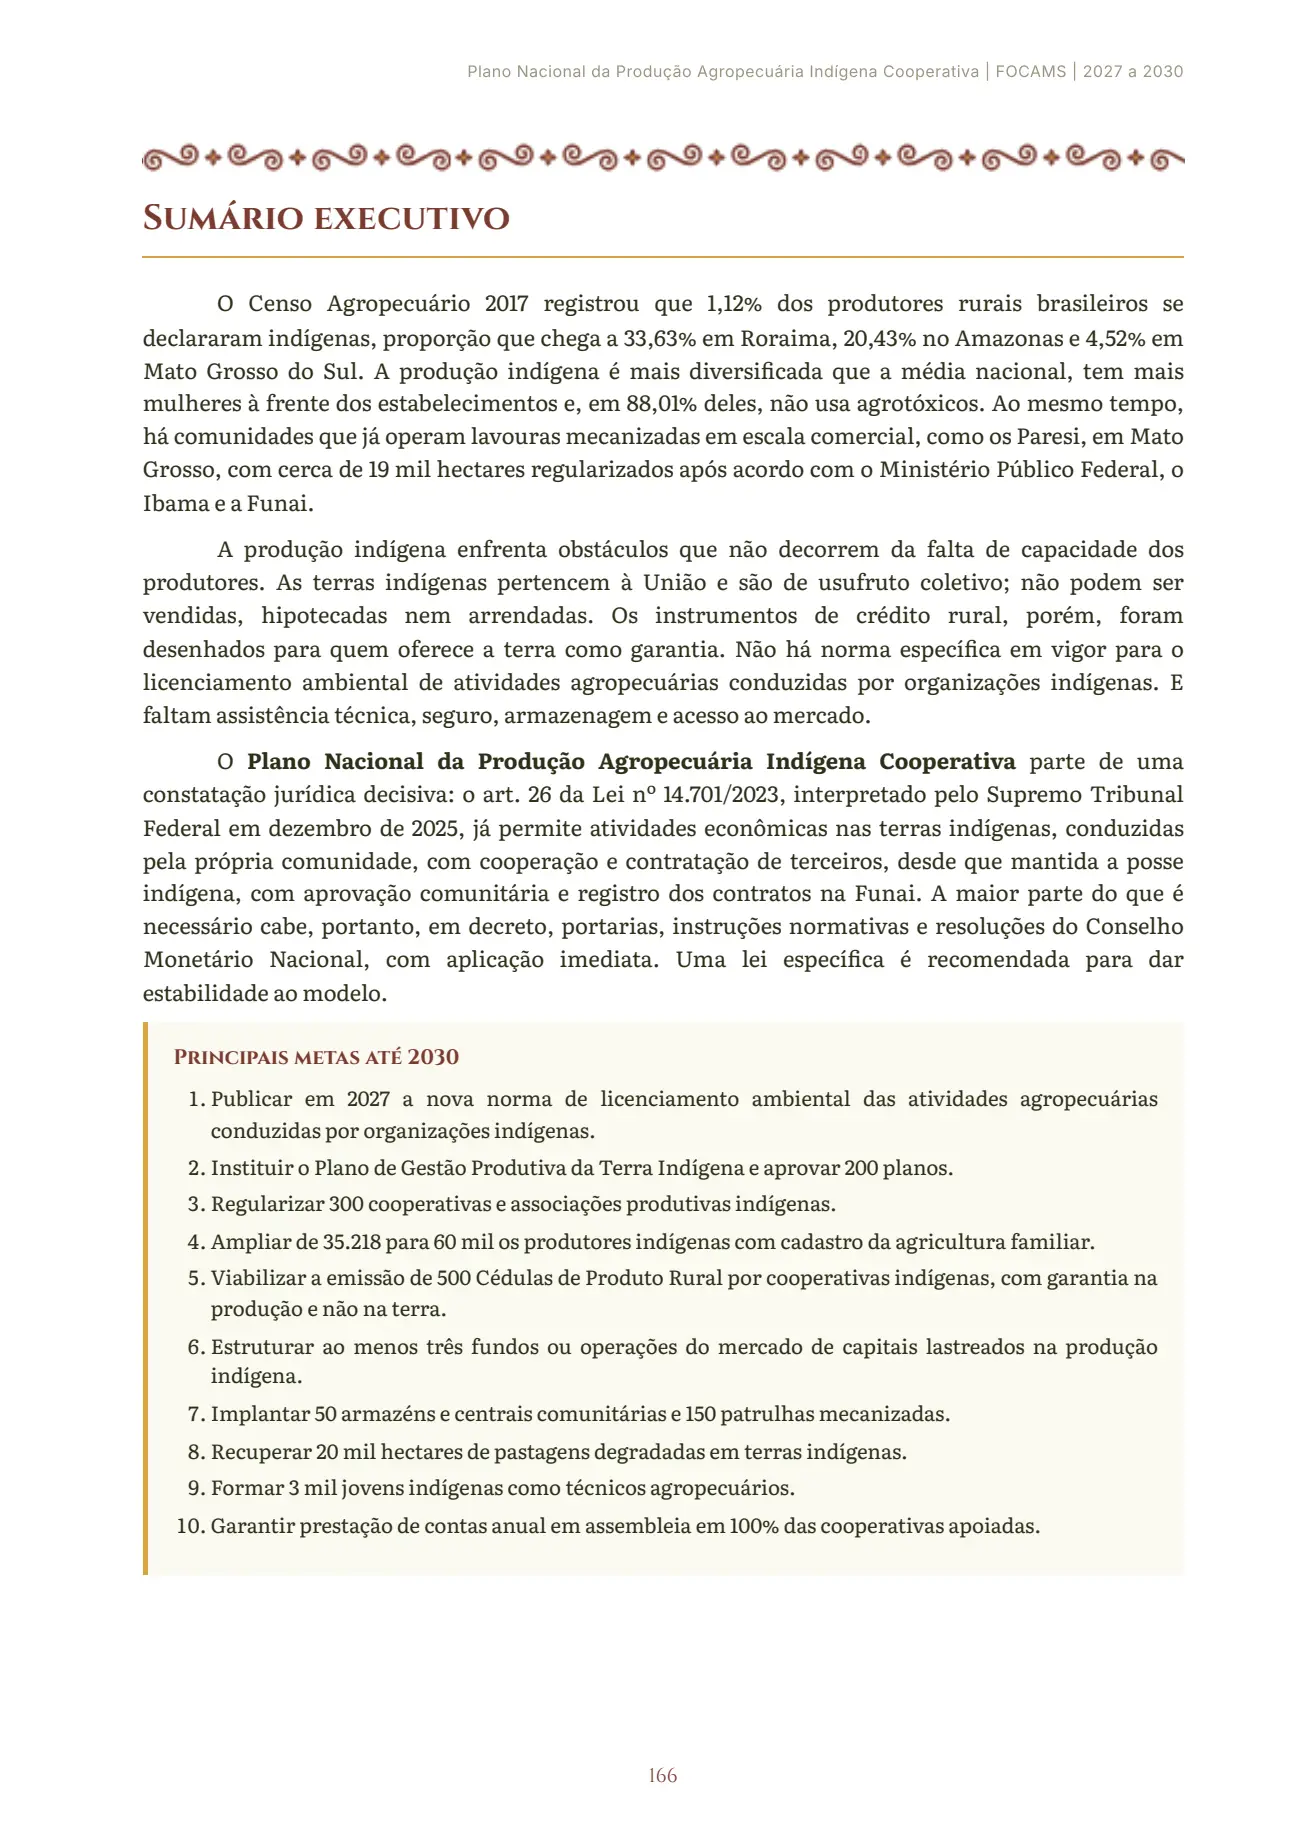 Plano Nacional da Produção Agropecuária Indígena Cooperativa | FOCAMS | 2027 a 2030
Sumário executivo
O Censo Agropecuário 2017 registrou que 1,12% dos produtores rurais brasileiros se
declararam indígenas, proporção que chega a 33,63% em Roraima, 20,43% no Amazonas e 4,52% em
Mato Grosso do Sul. A produção indígena é mais diversificada que a média nacional, tem mais
mulheres à frente dos estabelecimentos e, em 88,01% deles, não usa agrotóxicos. Ao mesmo tempo,
há comunidades que já operam lavouras mecanizadas em escala comercial, como os Paresi, em Mato
Grosso, com cerca de 19 mil hectares regularizados após acordo com o Ministério Público Federal, o
Ibama e a Funai.
A produção indígena enfrenta obstáculos que não decorrem da falta de capacidade dos
produtores. As terras indígenas pertencem à União e são de usufruto coletivo; não podem ser
vendidas, hipotecadas nem arrendadas. Os instrumentos de crédito rural, porém, foram
desenhados para quem oferece a terra como garantia. Não há norma específica em vigor para o
licenciamento ambiental de atividades agropecuárias conduzidas por organizações indígenas. E
faltam assistência técnica, seguro, armazenagem e acesso ao mercado.
O Plano Nacional da Produção Agropecuária Indígena Cooperativa parte de uma
constatação jurídica decisiva: o art. 26 da Lei nº 14.701/2023, interpretado pelo Supremo Tribunal
Federal em dezembro de 2025, já permite atividades econômicas nas terras indígenas, conduzidas
pela própria comunidade, com cooperação e contratação de terceiros, desde que mantida a posse
indígena, com aprovação comunitária e registro dos contratos na Funai. A maior parte do que é
necessário cabe, portanto, em decreto, portarias, instruções normativas e resoluções do Conselho
Monetário Nacional, com aplicação imediata. Uma lei específica é recomendada para dar
estabilidade ao modelo.
Principais metas até 2030
1. Publicar em 2027 a nova norma de licenciamento ambiental das atividades agropecuárias
conduzidas por organizações indígenas.
2. Instituir o Plano de Gestão Produtiva da Terra Indígena e aprovar 200 planos.
3. Regularizar 300 cooperativas e associações produtivas indígenas.
4. Ampliar de 35.218 para 60 mil os produtores indígenas com cadastro da agricultura familiar.
5. Viabilizar a emissão de 500 Cédulas de Produto Rural por cooperativas indígenas, com garantia na
produção e não na terra.
6. Estruturar ao menos três fundos ou operações do mercado de capitais lastreados na produção
indígena.
7. Implantar 50 armazéns e centrais comunitárias e 150 patrulhas mecanizadas.
8. Recuperar 20 mil hectares de pastagens degradadas em terras indígenas.
9. Formar 3 mil jovens indígenas como técnicos agropecuários.
10. Garantir prestação de contas anual em assembleia em 100% das cooperativas apoiadas.
166